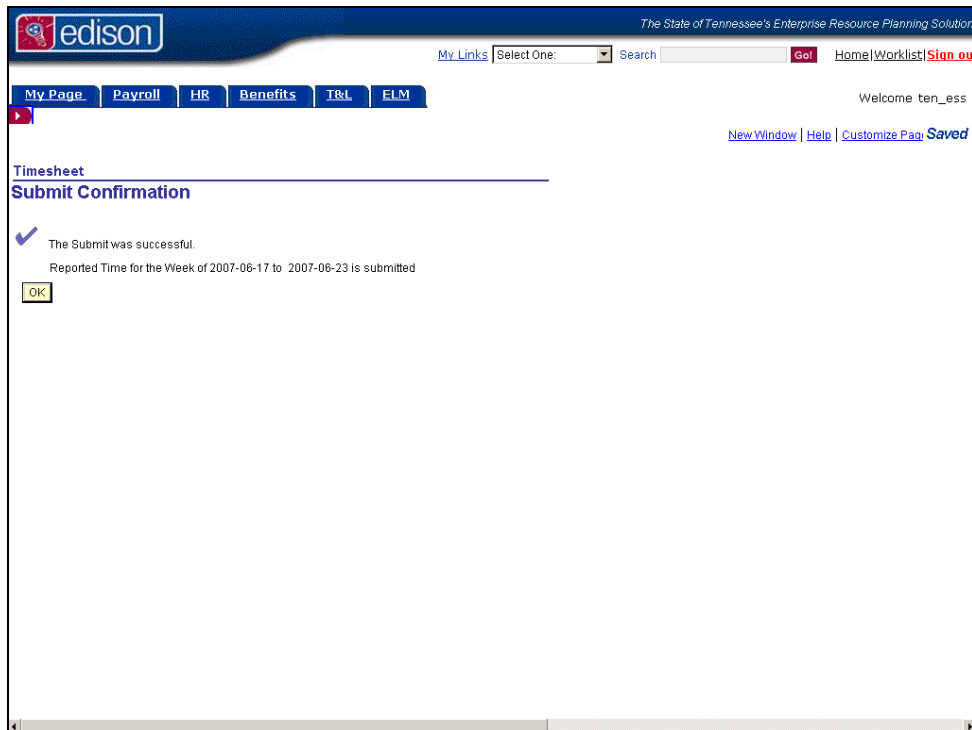 edison
The State of Tennessee's Enterprise Resource Planning Solution
My Links Select One: Search Go! Home|Worklist|Sign ou
My Page Payroll HR Benefits T&L ELM
Welcome ten_ess
New Window | Help | Customize Pag Saved
Timesheet
Submit Confirmation
The Submit was successful.
Reported Time for the Week of 2007-06-17 to 2007-06-23 is submitted
OK